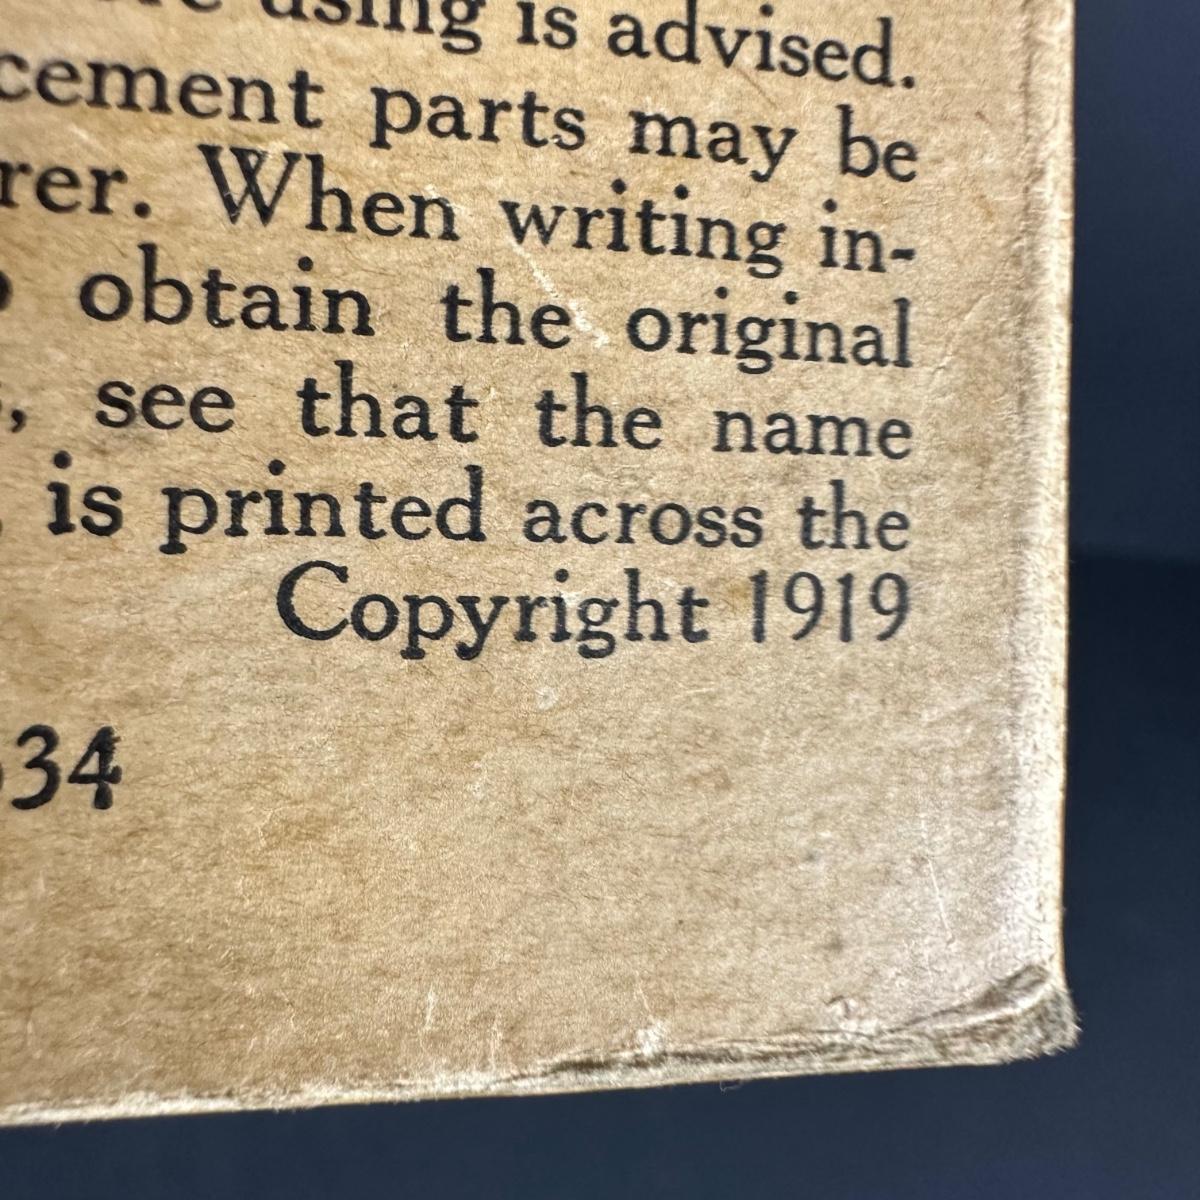 using is advised.
cement parts may be
rer. When writing in-
obtain the original
, see that the name
is printed across the
Copyright 1919
34